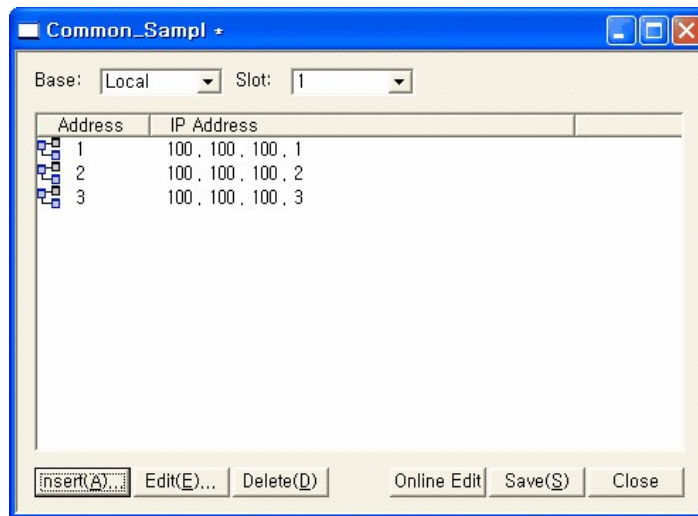 Common_Sampl *
Base: Local Slot: 1
Address IP Address
1 100 . 100 . 100 . 1
2 100 . 100 . 100 . 2
3 100 . 100 . 100 . 3
nsert(A)... Edit(E)... Delete(D) Online Edit Save(S) Close